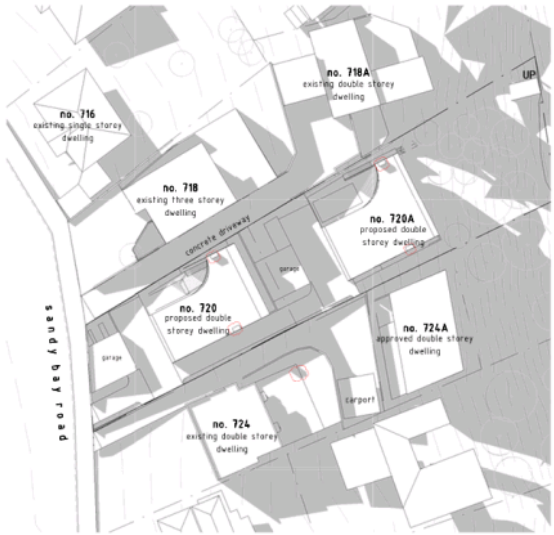 no. 718A
existing double storey
dwelling
UP
no. 716
existing single storey
dwelling
no. 718
existing three storey
dwelling
concrete driveway
no. 720A
proposed double
storey dwelling
garage
no. 720
proposed double
storey dwelling
garage
no. 724A
approved double storey
dwelling
sandy bay road
carport
no. 724
existing double storey
dwelling